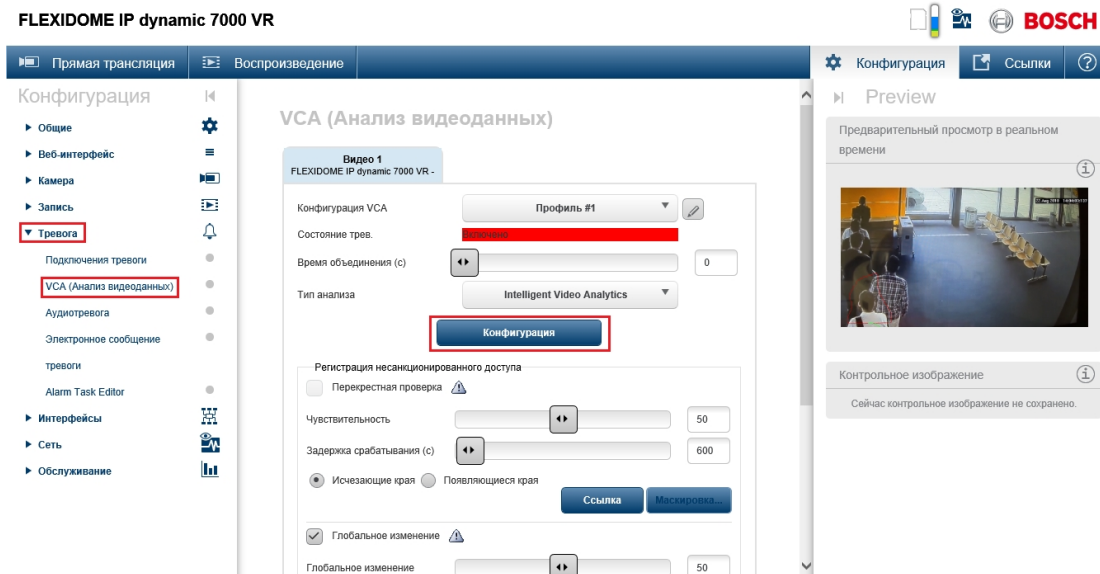 FLEXIDOME IP dynamic 7000 VR
BOSCH
Прямая трансляция
Воспроизведение
Конфигурация
Ссылки
Конфигурация
Общие
Веб-интерфейс
Камера
Запись
Тревога
Подключения тревоги
VCA (Анализ видеоданных)
Аудиотревога
Электронное сообщение
тревоги
Alarm Task Editor
Интерфейсы
Сеть
Обслуживание
VCA (Анализ видеоданных)
Видео 1
FLEXIDOME IP dynamic 7000 VR -
Конфигурация VCA
Профиль #1
Состояние трев.
Включено
Время объединения (с)
0
Тип анализа
Intelligent Video Analytics
Конфигурация
Регистрация несанкционированного доступа
Перекрестная проверка
Чувствительность
50
Задержка срабатывания (с)
600
Исчезающие края
Появляющиеся края
Ссылка
Маскировка...
Глобальное изменение
Глобальное изменение
50
Preview
Предварительный просмотр в реальном
времени
Контрольное изображение
Сейчас контрольное изображение не сохранено.